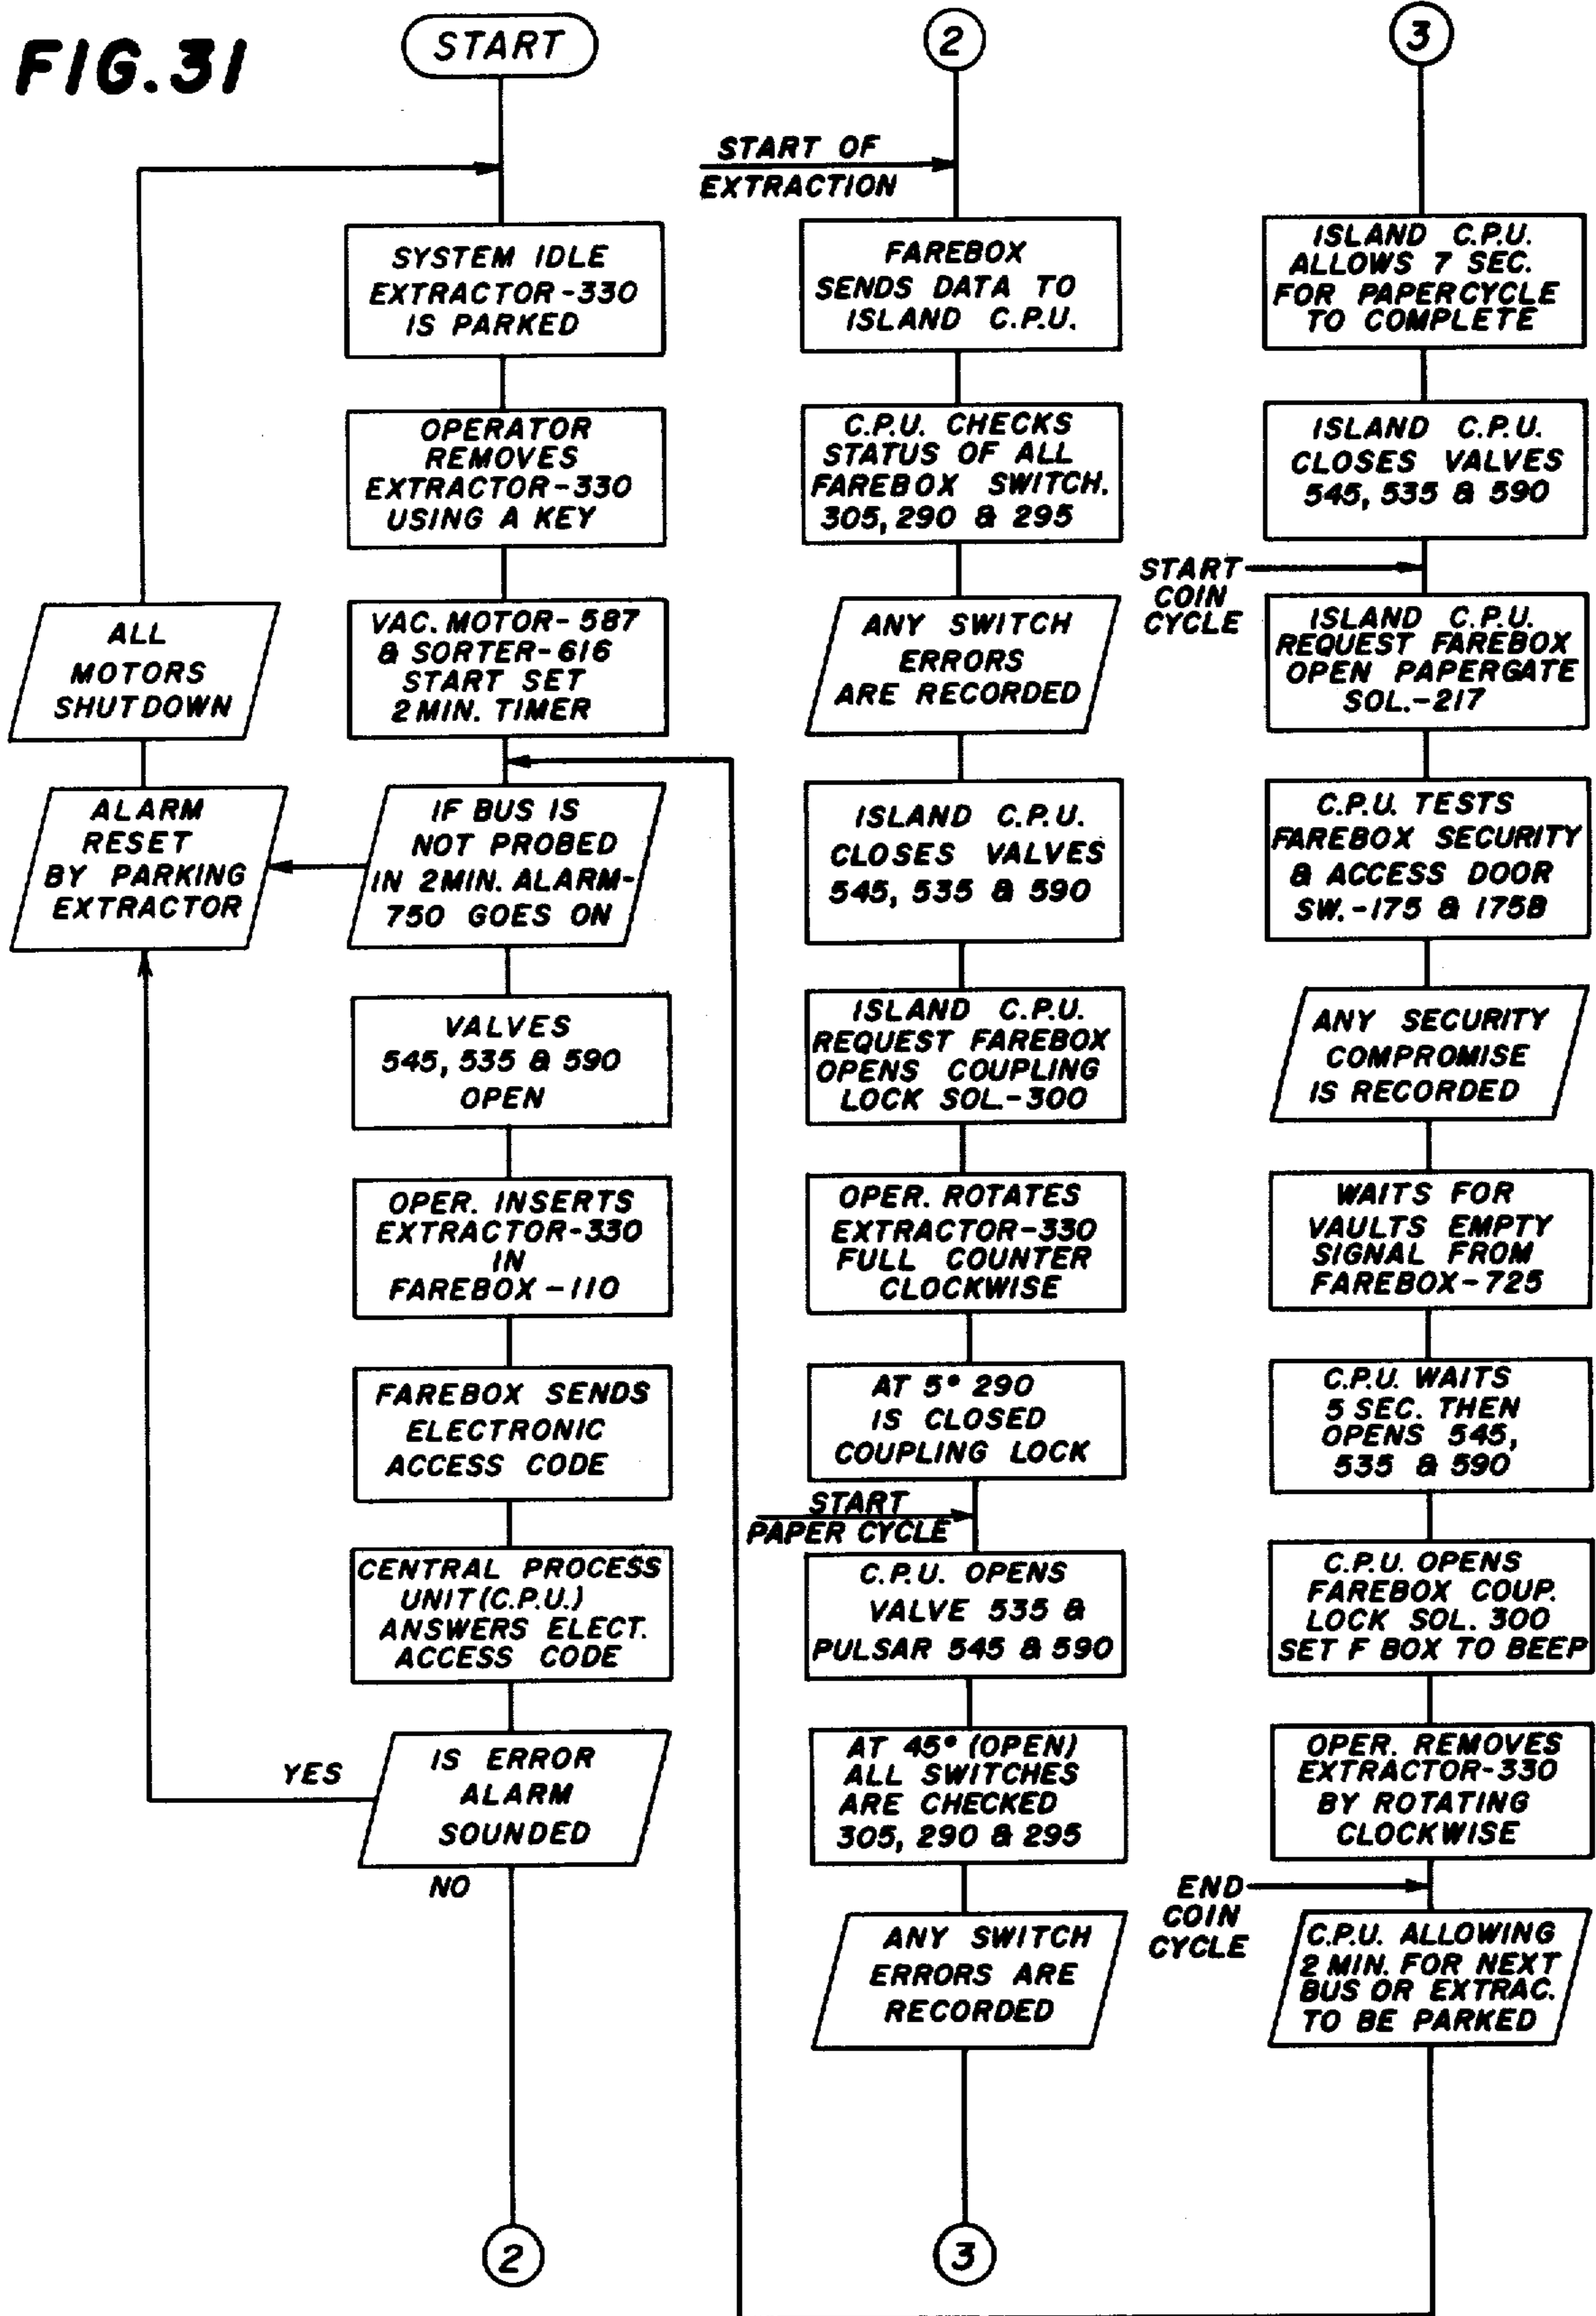 FIG.31
START
SYSTEM IDLE
EXTRACTOR-330
IS PARKED
OPERATOR
REMOVES
EXTRACTOR-330
USING A KEY
VAC. MOTOR-587
& SORTER-616
START SET
2 MIN. TIMER
ALL
MOTORS
SHUTDOWN
ALARM
RESET
BY PARKING
EXTRACTOR
IF BUS IS
NOT PROBED
IN 2MIN. ALARM-
750 GOES ON
VALVES
545, 535 & 590
OPEN
OPER. INSERTS
EXTRACTOR-330
IN
FAREBOX-110
FAREBOX SENDS
ELECTRONIC
ACCESS CODE
CENTRAL PROCESS
UNIT (C.P.U.)
ANSWERS ELECT.
ACCESS CODE
IS ERROR
ALARM
SOUNDED
YES
NO
2
2
START OF
EXTRACTION
FAREBOX
SENDS DATA TO
ISLAND C.P.U.
C.P.U. CHECKS
STATUS OF ALL
FAREBOX SWITCH.
305, 290 & 295
ANY SWITCH
ERRORS
ARE RECORDED
ISLAND C.P.U.
CLOSES VALVES
545, 535 & 590
ISLAND C.P.U.
REQUEST FAREBOX
OPENS COUPLING
LOCK SOL.-300
OPER. ROTATES
EXTRACTOR-330
FULL COUNTER
CLOCKWISE
AT 5° 290
IS CLOSED
COUPLING LOCK
START
PAPER CYCLE
C.P.U. OPENS
VALVE 535 &
PULSAR 545 & 590
AT 45° (OPEN)
ALL SWITCHES
ARE CHECKED
305, 290 & 295
ANY SWITCH
ERRORS ARE
RECORDED
3
3
ISLAND C.P.U.
ALLOWS 7 SEC.
FOR PAPERCYCLE
TO COMPLETE
ISLAND C.P.U.
CLOSES VALVES
545, 535 & 590
START
COIN
CYCLE
ISLAND C.P.U.
REQUEST FAREBOX
OPEN PAPERGATE
SOL.-217
C.P.U. TESTS
FAREBOX SECURITY
& ACCESS DOOR
SW.-175 & 175B
ANY SECURITY
COMPROMISE
IS RECORDED
WAITS FOR
VAULTS EMPTY
SIGNAL FROM
FAREBOX-725
C.P.U. WAITS
5 SEC. THEN
OPENS 545,
535 & 590
C.P.U. OPENS
FAREBOX COUP.
LOCK SOL. 300
SET F BOX TO BEEP
OPER. REMOVES
EXTRACTOR-330
BY ROTATING
CLOCKWISE
END
COIN
CYCLE
C.P.U. ALLOWING
2 MIN. FOR NEXT
BUS OR EXTRAC.
TO BE PARKED